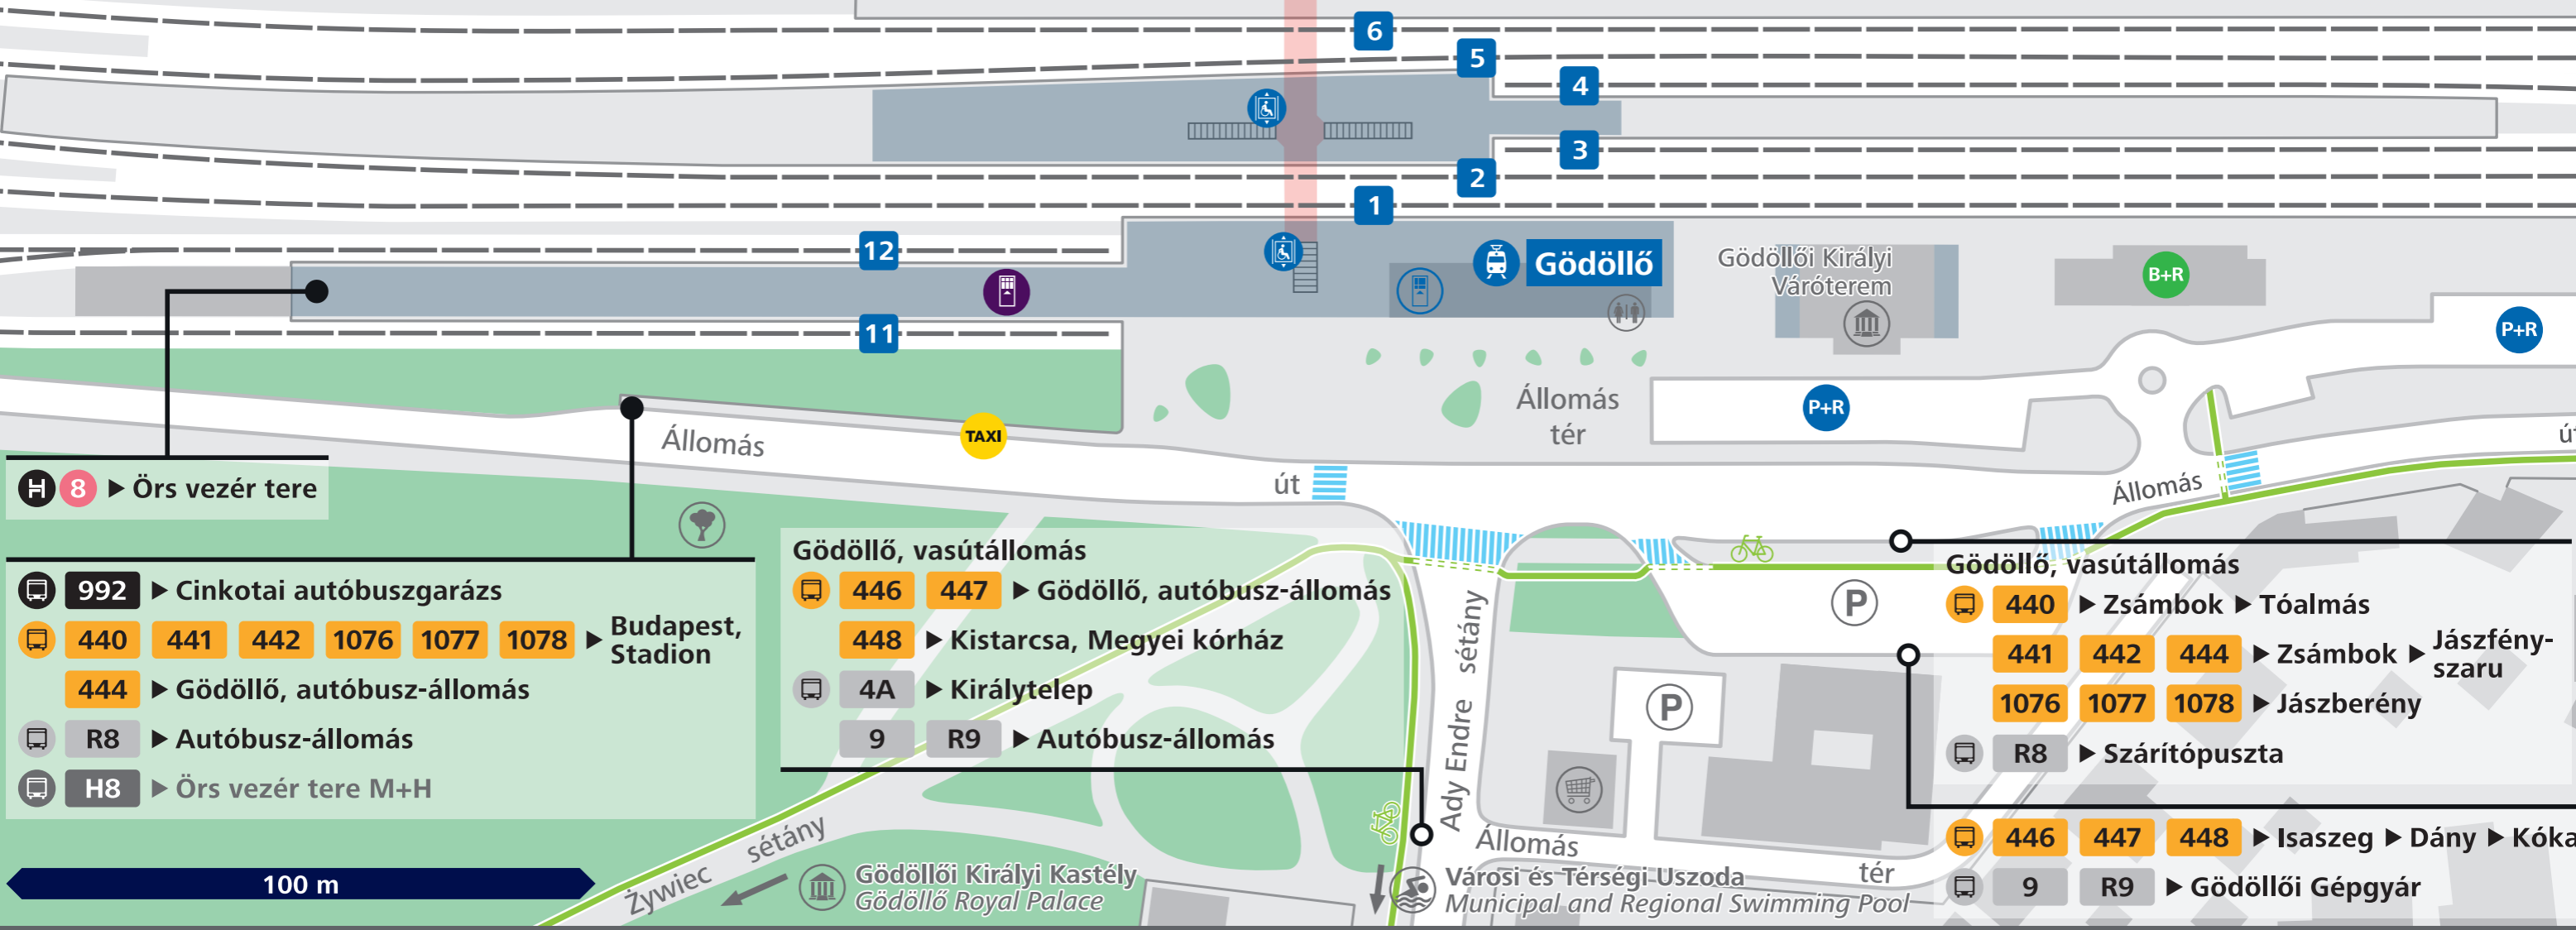 6
5
4
3
2
1
12
11
Gödöllő
Gödöllői Királyi
Váróterem
B+R
P+R
P+R
Állomás
tér
TAXI
Állomás
út
Állomás
út
H 8 Örs vezér tere
992 Cinkotai autóbuszgarázs
440 441 442 1076 1077 1078 Budapest,
Stadion
444 Gödöllő, autóbusz-állomás
R8 Autóbusz-állomás
H8 Örs vezér tere M+H
Gödöllő, vasútállomás
446 447 Gödöllő, autóbusz-állomás
448 Kistarcsa, Megyei kórház
4A Királytelep
9 R9 Autóbusz-állomás
Gödöllő, vasútállomás
440 Zsámbok Tóalmás
441 442 444 Zsámbok Jászfény-
szaru
1076 1077 1078 Jászberény
R8 Szárítópuszta
446 447 448 Isaszeg Dány Kóka
9 R9 Gödöllői Gépgyár
P
P
Ady Endre sétány
Állomás
tér
100 m
Żywiec sétány
Gödöllői Királyi Kastély
Gödöllő Royal Palace
Városi és Térségi Uszoda
Municipal and Regional Swimming Pool